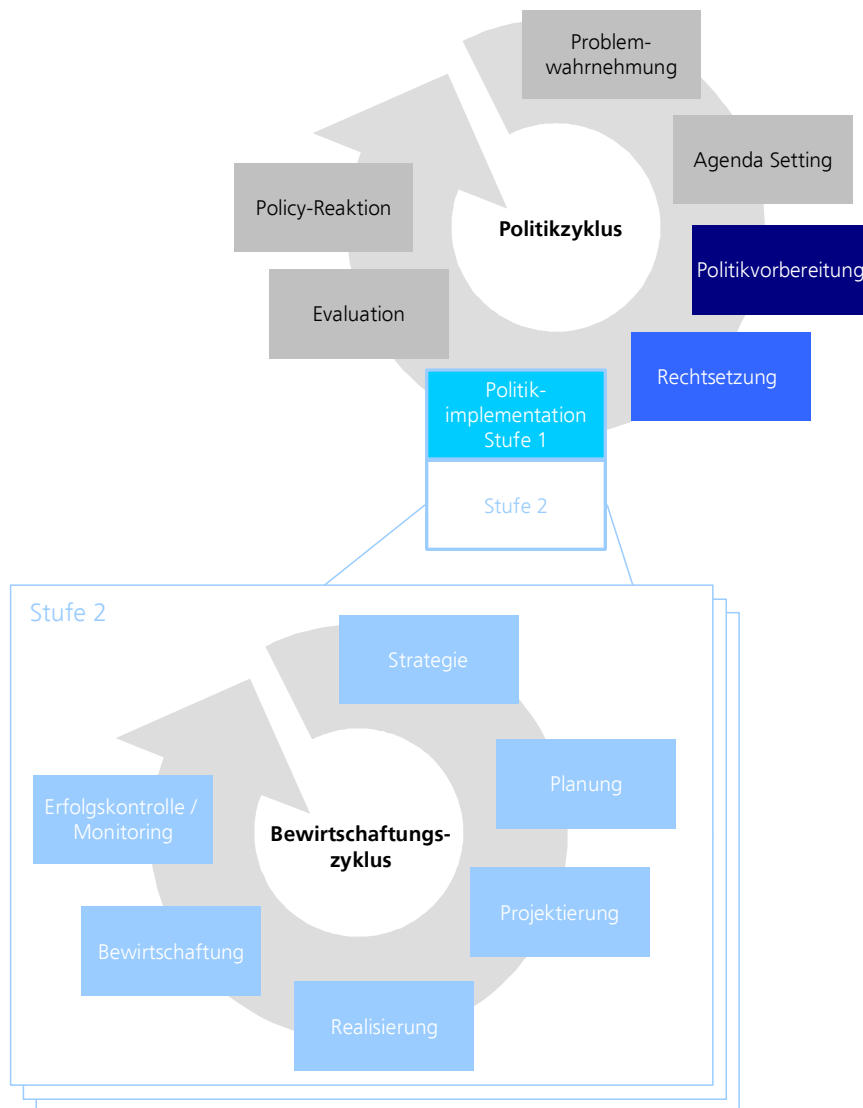 Problem-
wahrnehmung
Agenda Setting
Policy-Reaktion
Politikzyklus
Politikvorbereitung
Evaluation
Rechtsetzung
Politik-
implementation
Stufe 1
Stufe 2
Stufe 2
Strategie
Planung
Erfolgskontrolle /
Monitoring
Bewirtschaftungs-
zyklus
Projektierung
Bewirtschaftung
Realisierung